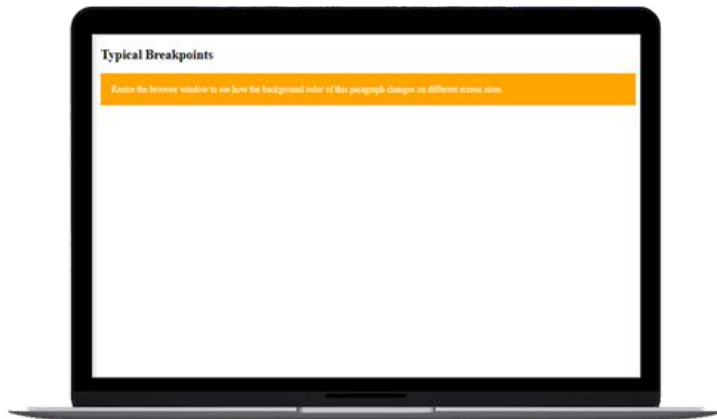 Typical Breakpoints
Resize the browser window to see how the background color of this paragraph changes on different screen sizes.